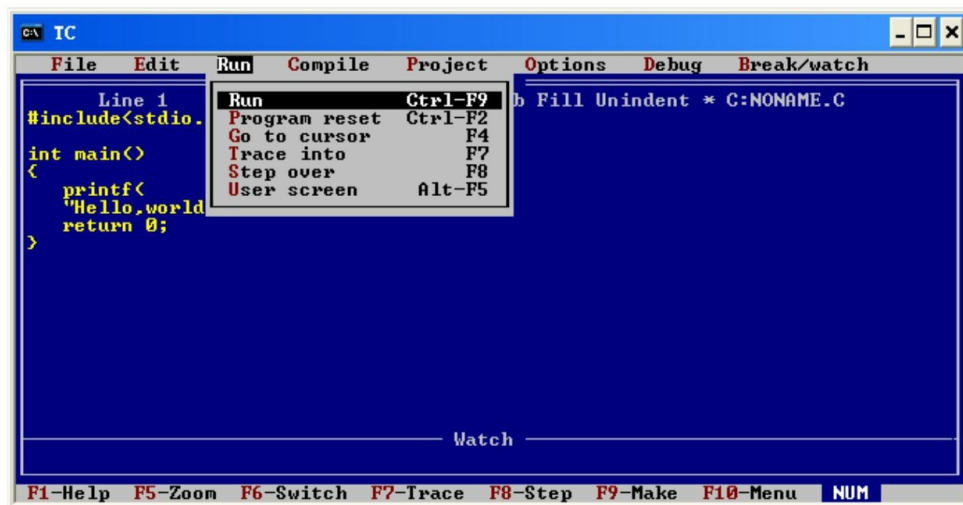 TC
File Edit Run Compile Project Options Debug Break/watch
Line 1 b Fill Unindent * C:NONAME.C
Run Ctrl-F9
Program reset Ctrl-F2
Go to cursor F4
Trace into F7
Step over F8
User screen Alt-F5
#include<stdio.
int main()
{
printf(
"Hello,world
return 0;
}
Watch
F1-Help F5-Zoom F6-Switch F7-Trace F8-Step F9-Make F10-Menu NUM